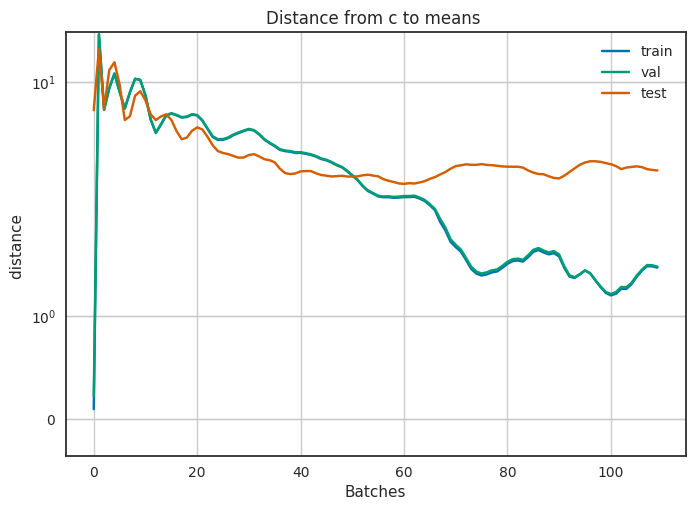 Distance from c to means
train
val
test
10¹
10⁰
0
distance
0 20 40 60 80 100
Batches